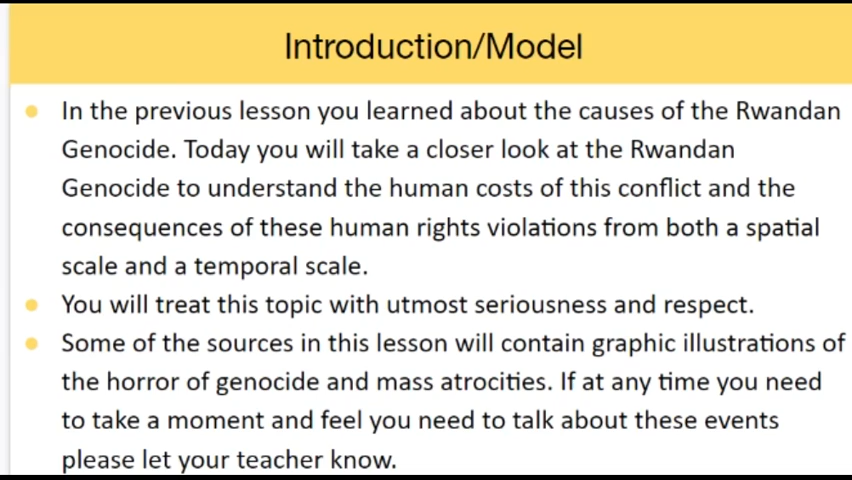 Introduction/Model
In the previous lesson you learned about the causes of the Rwandan
Genocide. Today you will take a closer look at the Rwandan
Genocide to understand the human costs of this conflict and the
consequences of these human rights violations from both a spatial
scale and a temporal scale.
You will treat this topic with utmost seriousness and respect.
Some of the sources in this lesson will contain graphic illustrations of
the horror of genocide and mass atrocities. If at any time you need
to take a moment and feel you need to talk about these events
please let your teacher know.